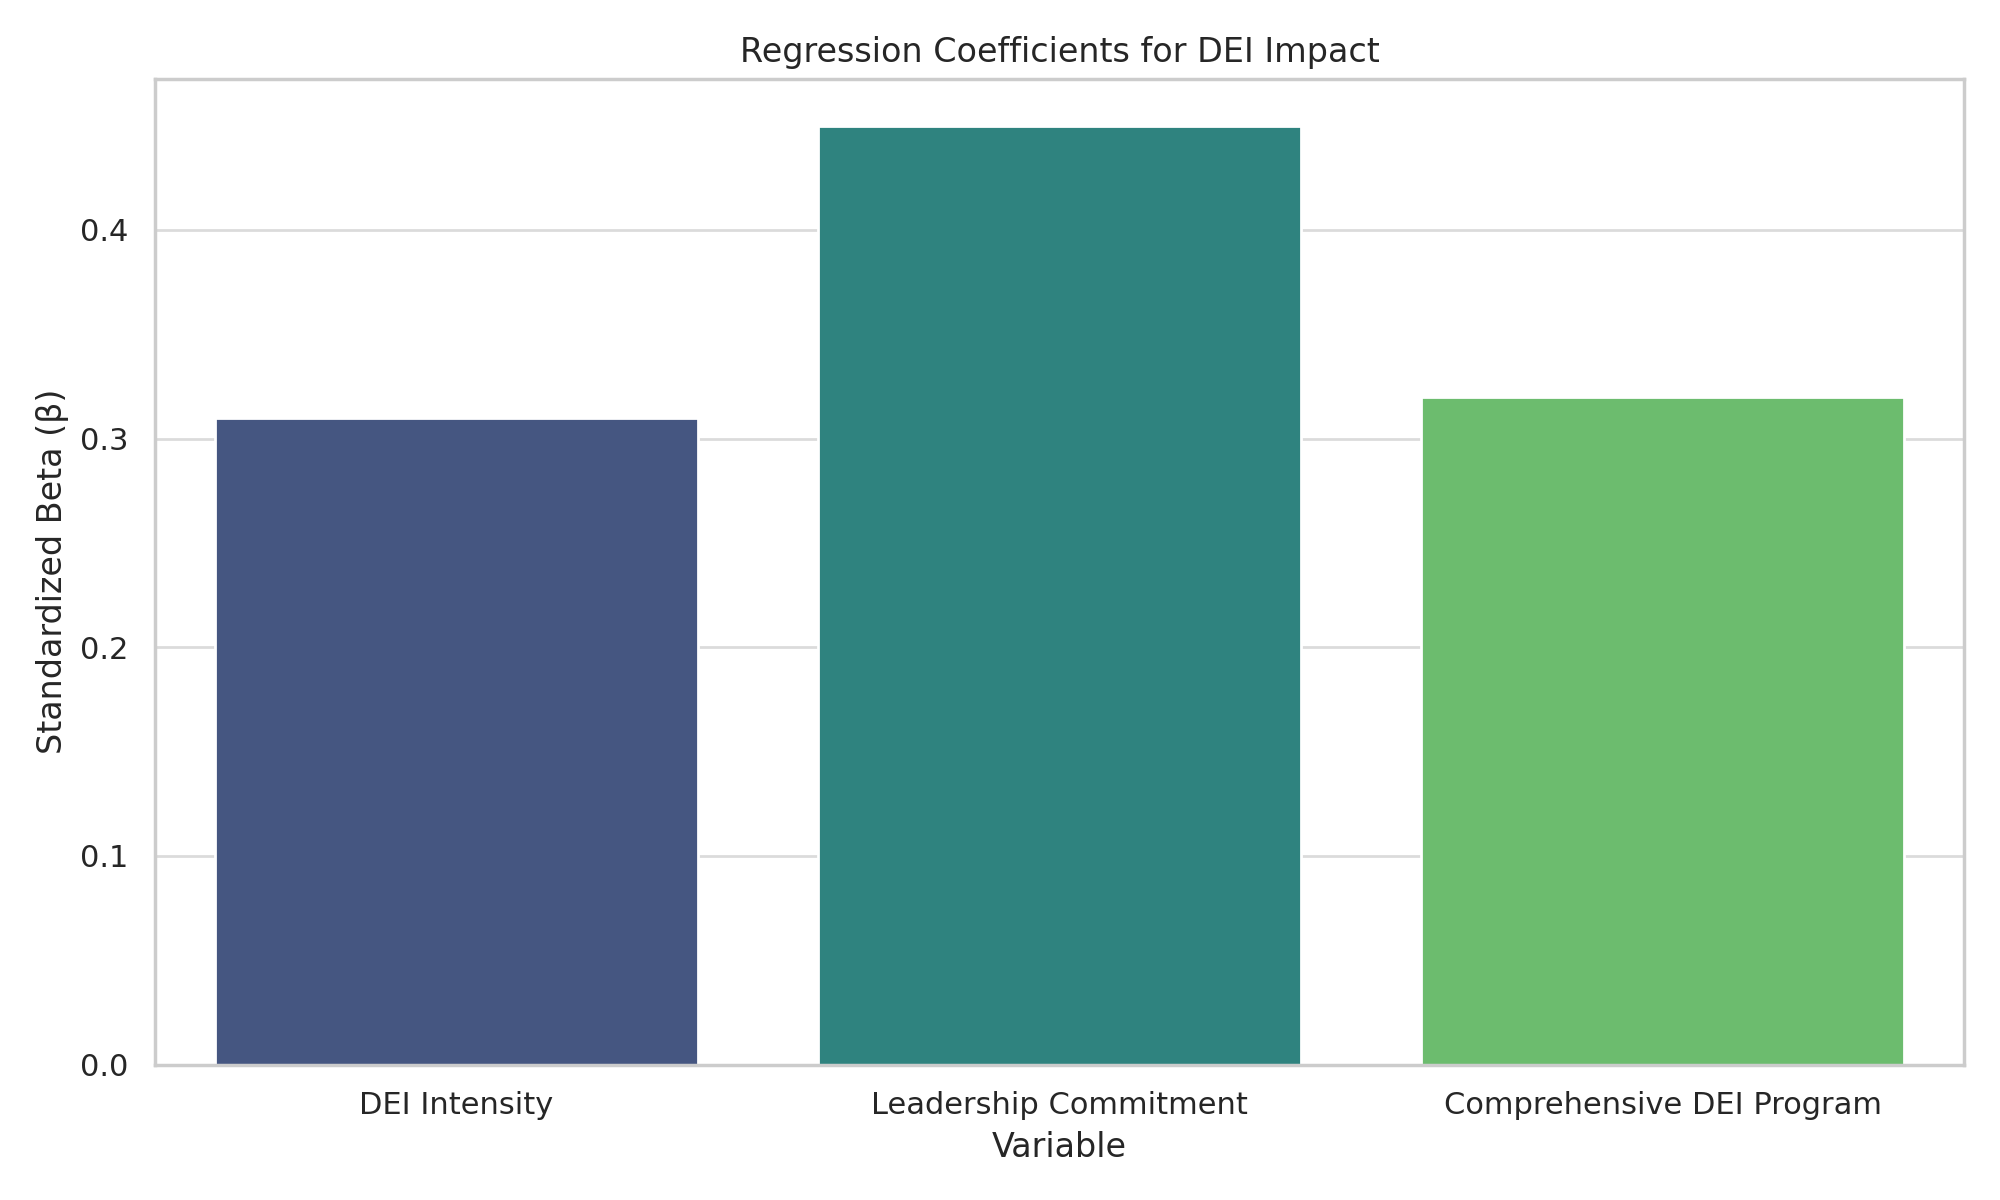 Regression Coefficients for DEI Impact
Standardized Beta (β)
0.4
0.3
0.2
0.1
0.0
DEI Intensity
Leadership Commitment
Comprehensive DEI Program
Variable